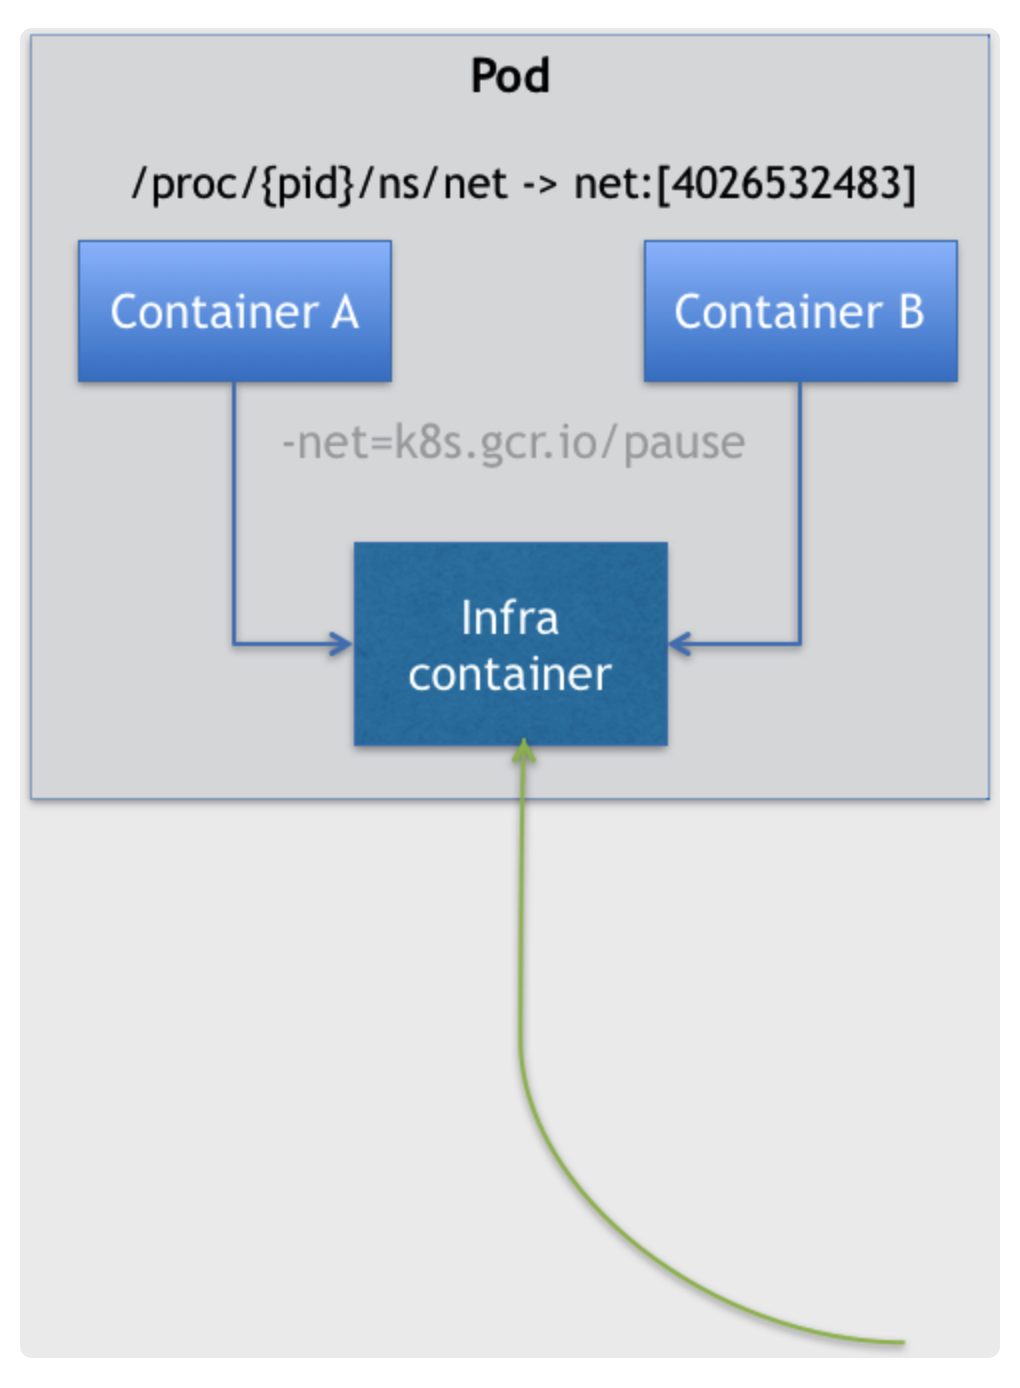 Pod
/proc/{pid}/ns/net -> net:[4026532483]
Container A
Container B
-net=k8s.gcr.io/pause
Infra
container